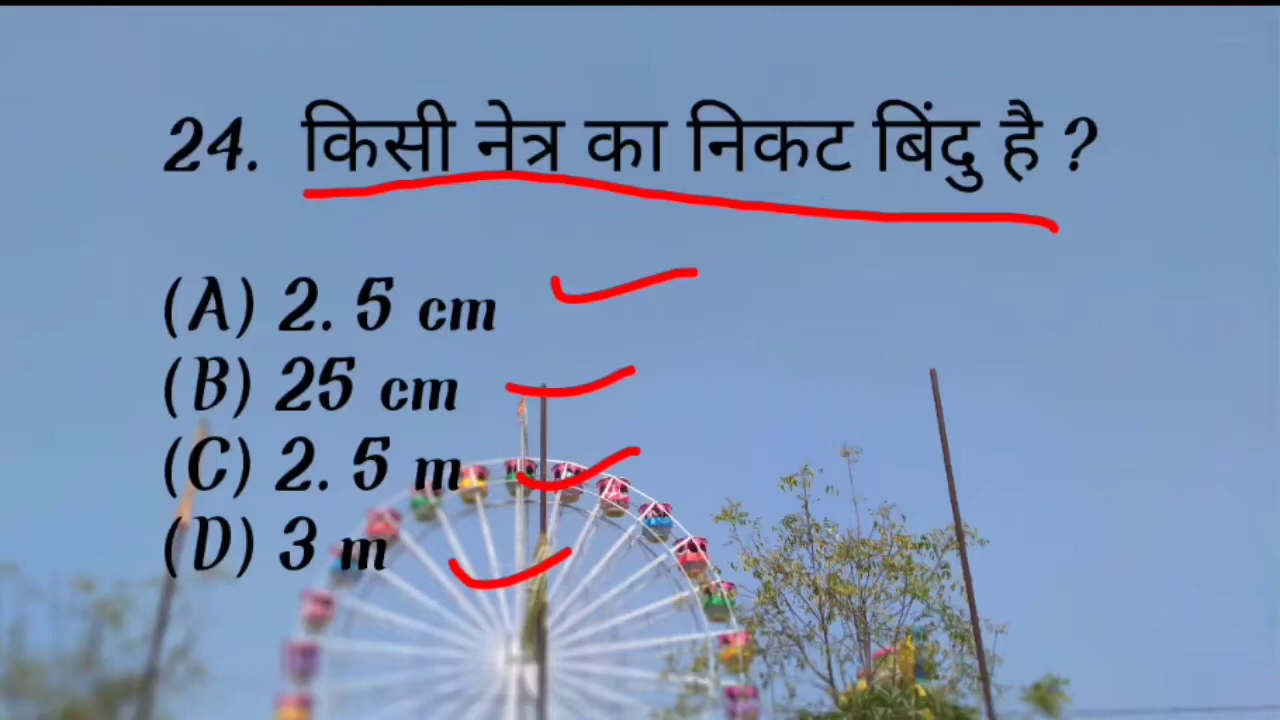 24. किसी नेत्र का निकट बिंदु है ?
(A) 2. 5 cm
(B) 25 cm
(C) 2. 5 m
(D) 3 m